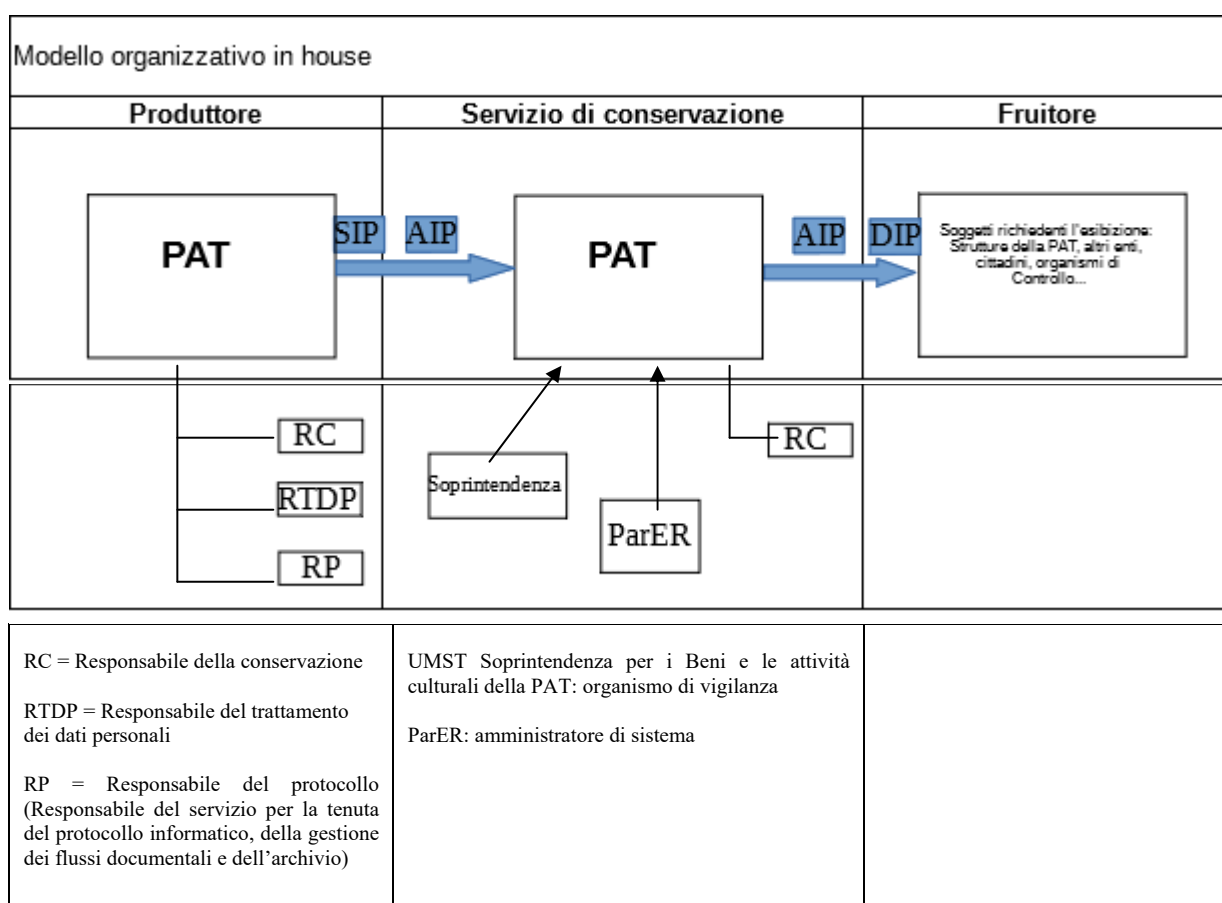 Modello organizzativo in house
Produttore
Servizio di conservazione
Fruitore
PAT
SIP
AIP
PAT
AIP
DIP
Soggetti richiedenti l'esibizione:
Strutture della PAT, altri enti,
cittadini, organismi di
Controllo...
RC
RTDP
RP
Soprintendenza
ParER
RC
RC = Responsabile della conservazione
RTDP = Responsabile del trattamento
dei dati personali
RP = Responsabile del protocollo
(Responsabile del servizio per la tenuta
del protocollo informatico, della gestione
dei flussi documentali e dell'archivio)
UMST Soprintendenza per i Beni e le attività
culturali della PAT: organismo di vigilanza
ParER: amministratore di sistema